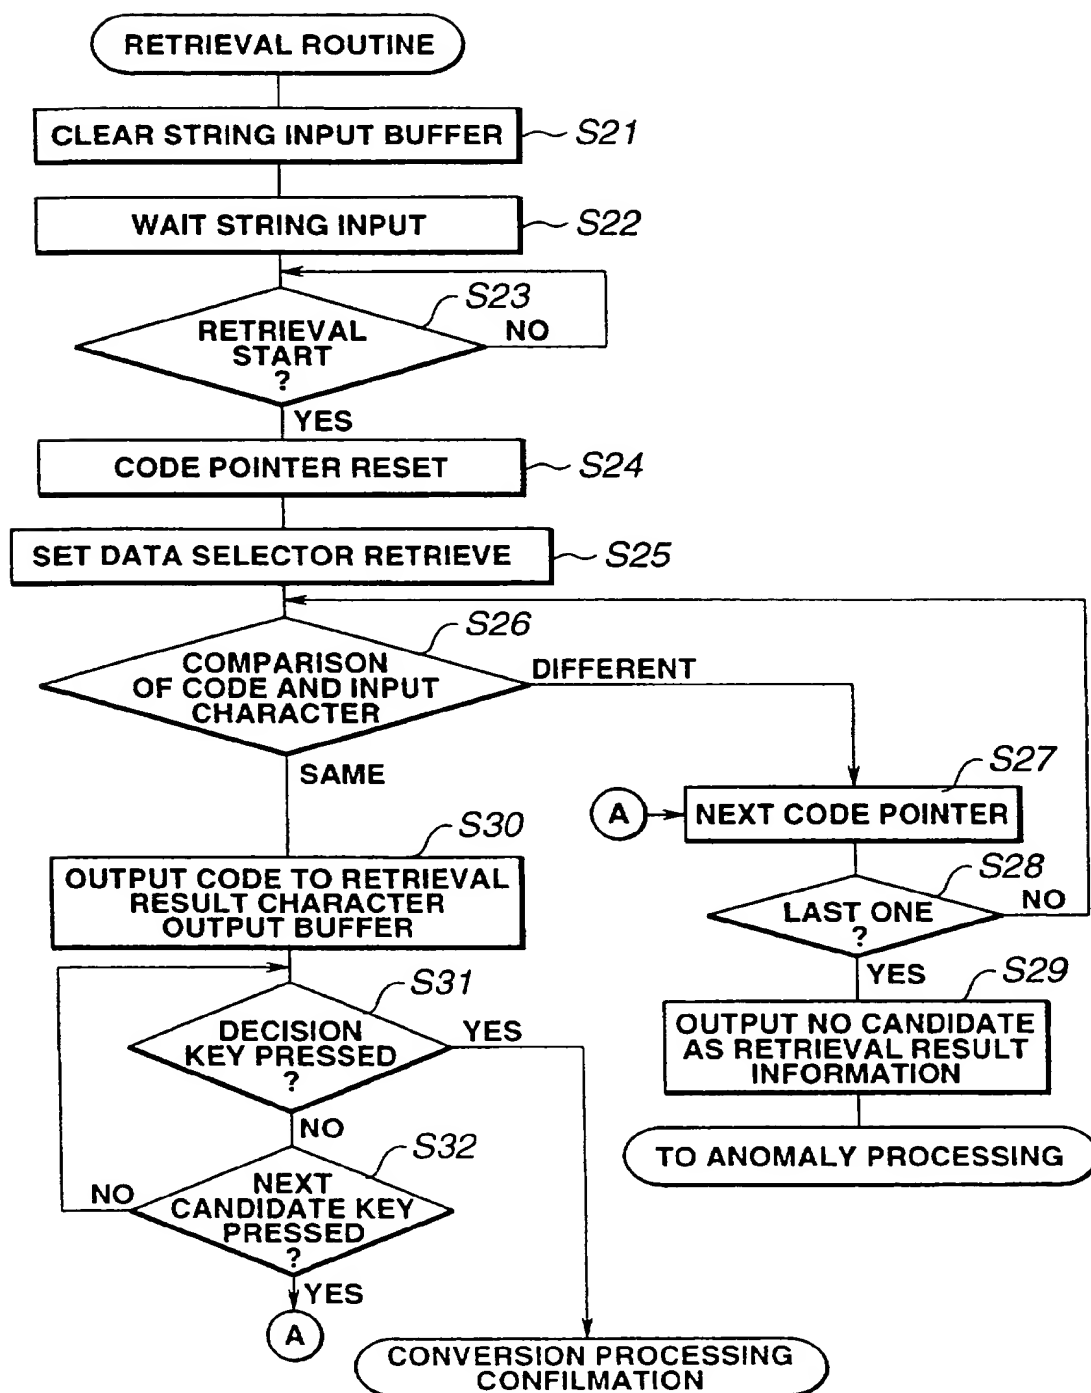 RETRIEVAL ROUTINE
CLEAR STRING INPUT BUFFER
S21
WAIT STRING INPUT
S22
S23
RETRIEVAL
START
?
NO
YES
CODE POINTER RESET
S24
SET DATA SELECTOR RETRIEVE
S25
S26
COMPARISON
OF CODE AND INPUT
CHARACTER
DIFFERENT
SAME
S27
A
NEXT CODE POINTER
S28
LAST ONE
?
NO
YES
S29
OUTPUT NO CANDIDATE
AS RETRIEVAL RESULT
INFORMATION
TO ANOMALY PROCESSING
S30
OUTPUT CODE TO RETRIEVAL
RESULT CHARACTER
OUTPUT BUFFER
S31
DECISION
KEY PRESSED
?
YES
NO
S32
NEXT
CANDIDATE KEY
PRESSED
?
NO
YES
A
CONVERSION PROCESSING
CONFILMATION